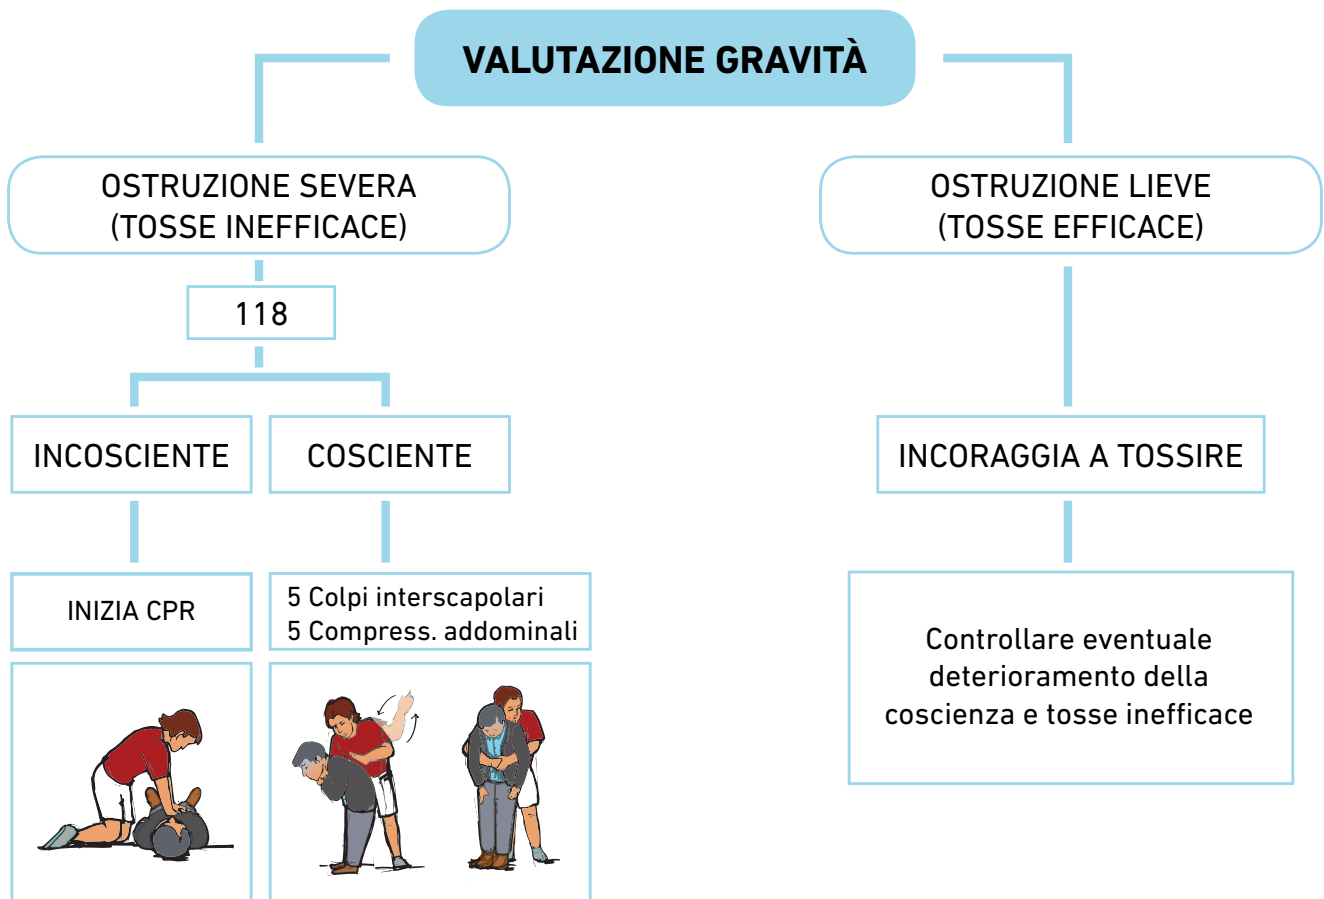 VALUTAZIONE GRAVITÀ
OSTRUZIONE SEVERA
(TOSSE INEFFICACE)
118
INCOSCIENTE
INIZIA CPR
COSCIENTE
5 Colpi interscapolari
5 Compress. addominali
OSTRUZIONE LIEVE
(TOSSE EFFICACE)
INCORAGGIA A TOSSIRE
Controllare eventuale
deterioramento della
coscienza e tosse inefficace